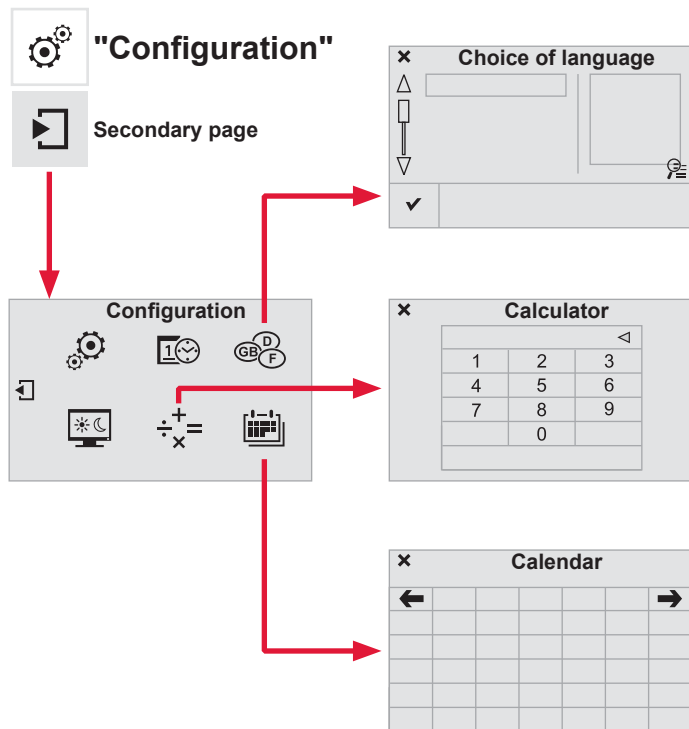 "Configuration"
Secondary page
Choice of language
Configuration
1
GB D F
Calculator
1 2 3
4 5 6
7 8 9
0
Calendar